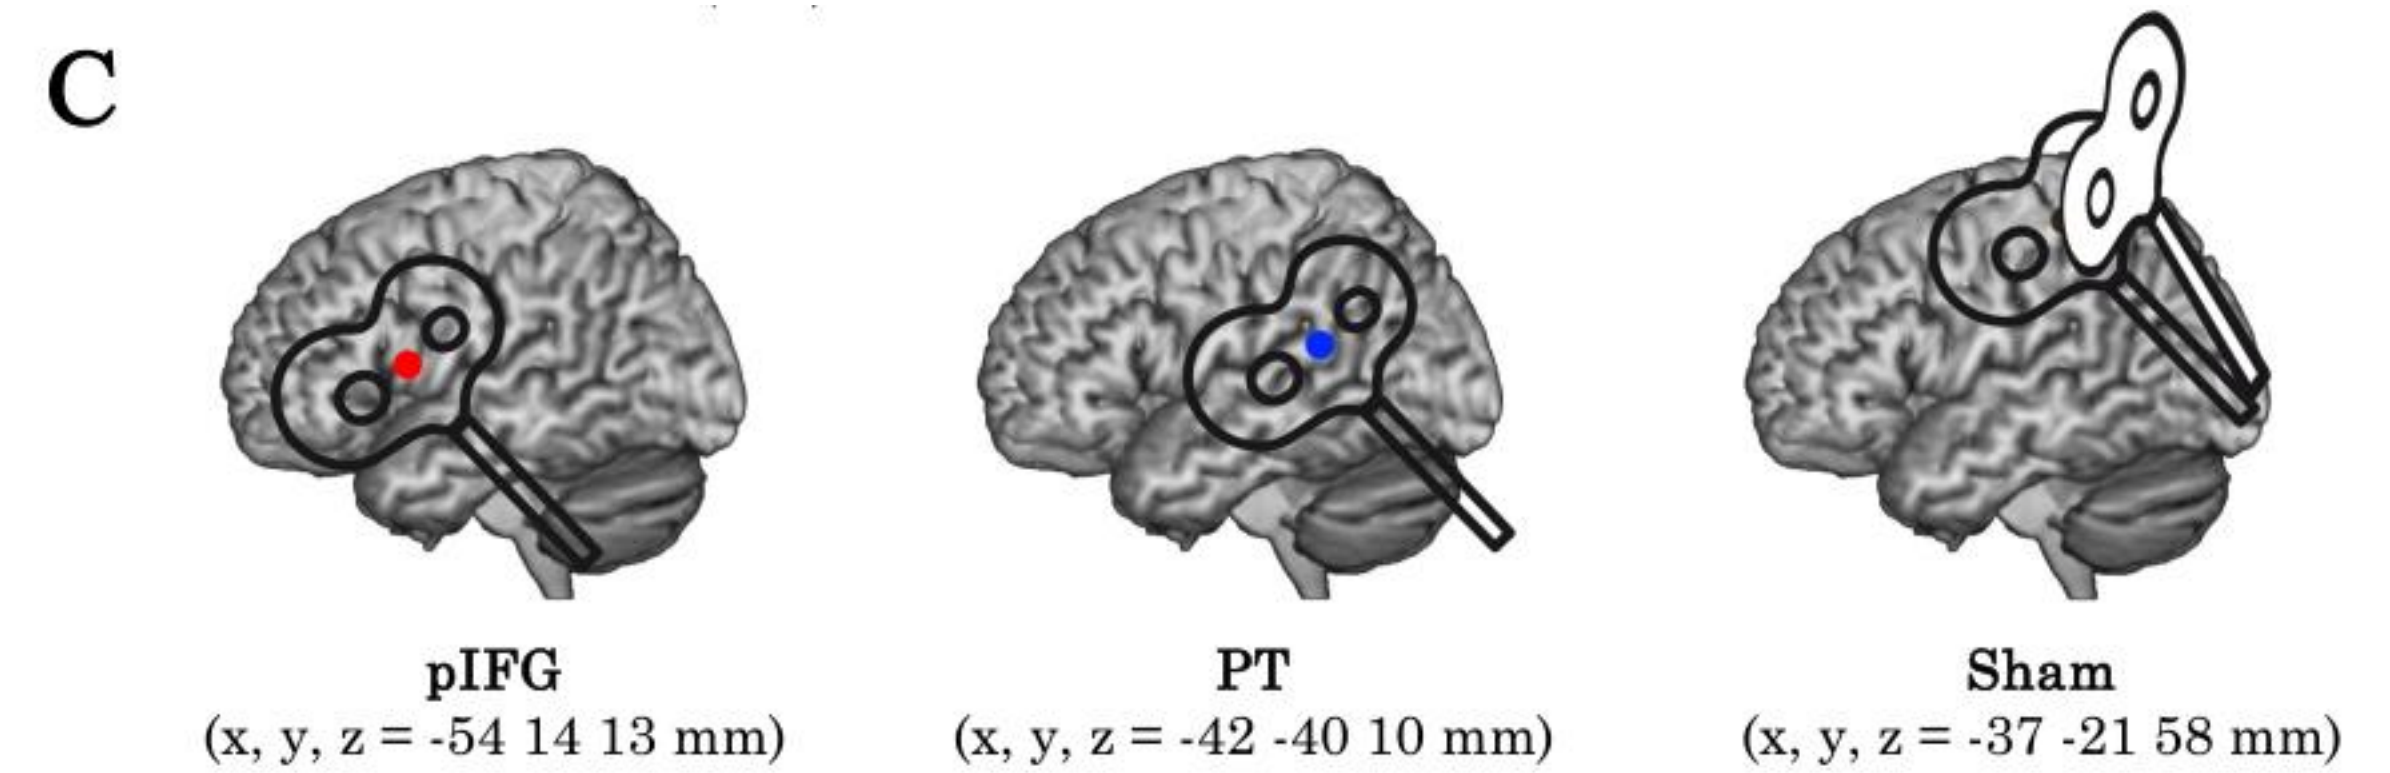 C
pIFG
(x, y, z = -54 14 13 mm)
PT
(x, y, z = -42 -40 10 mm)
Sham
(x, y, z = -37 -21 58 mm)